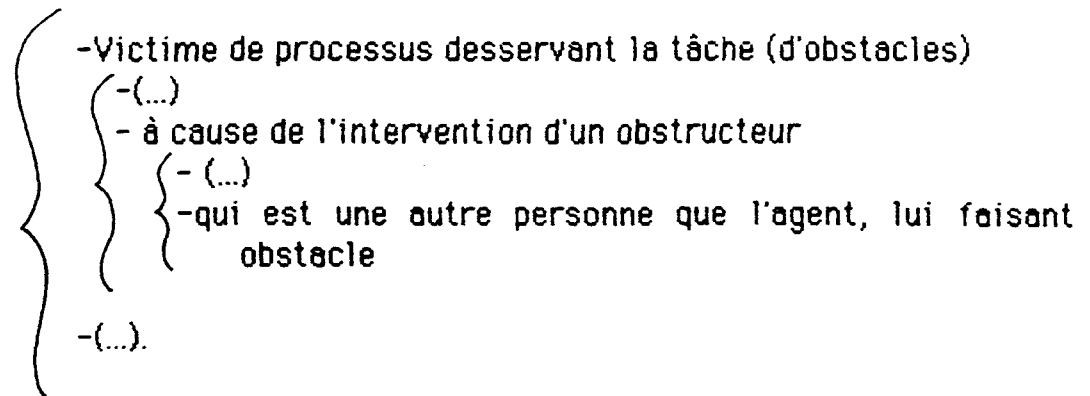 -Victime de processus desservant la tâche (d'obstacles)
-(...)
- à cause de l'intervention d'un obstructeur
- (...)
-qui est une autre personne que l'agent, lui faisant
obstacle
-(...).